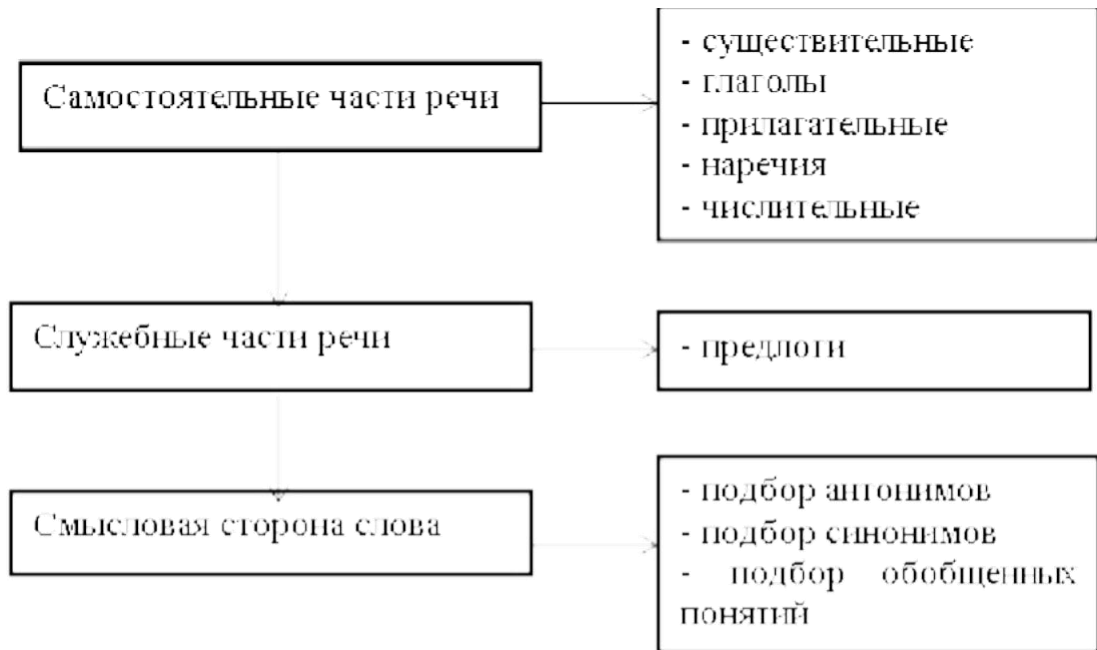 Самостоятельные части речи
- существительные
- глаголы
- прилагательные
- наречия
- числительные
Служебные части речи
- предлоги
Смысловая сторона слова
- подбор антонимов
- подбор синонимов
- подбор обобщенных
понятий